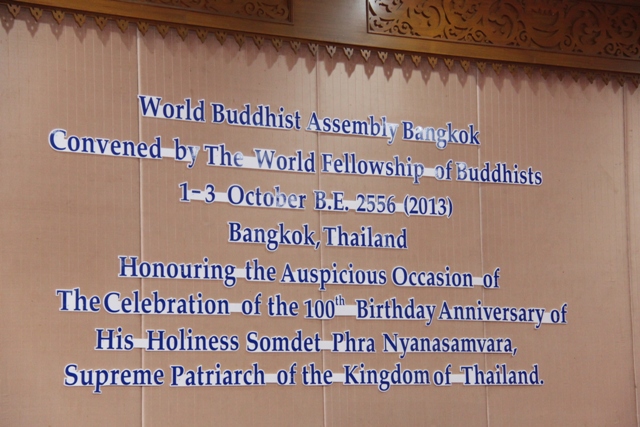 World Buddhist Assembly Bangkok
Convened by The World Fellowship of Buddhists
1-3 October B.E. 2556 (2013)
Bangkok, Thailand
Honouring the Auspicious Occasion of
The Celebration of the 100th Birthday Anniversary of
His Holiness Somdet Phra Nyanasamvara,
Supreme Patriarch of the Kingdom of Thailand.